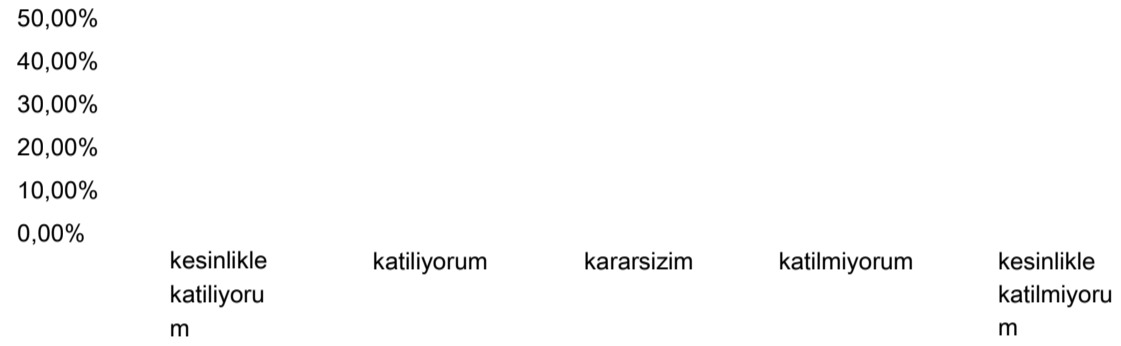 50,00%
40,00%
30,00%
20,00%
10,00%
0,00%
kesinlikle katiliyorum kararsizim katilmiyorum kesinlikle
katiliyoru katilmiyoru
m m